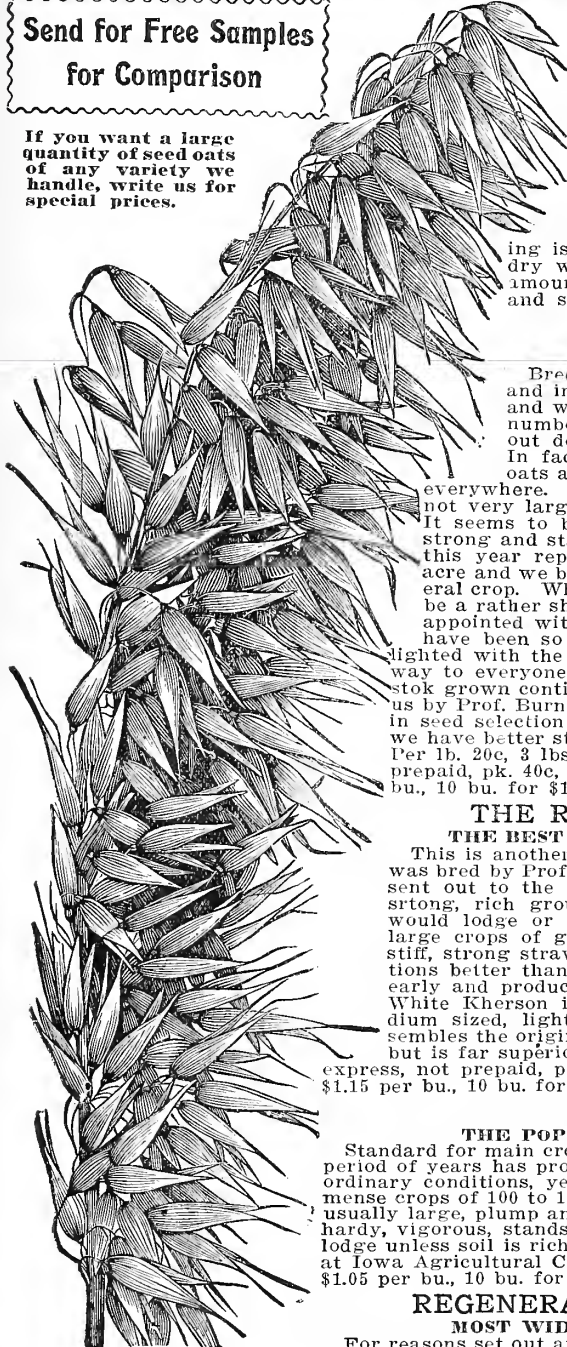 Send for Free Samples
for Comparison
If you want a large
quantity of seed oats
of any variety we
handle, write us for
special prices.
ing is
dry w
amour
and s
Bree
and in
and w
numbe
out de
In fac
oats a
everywhere.
not very larg
It seems to b
strong and st
this year rep
acre and we b
eral crop. Wh
be a rather sh
appointed wit
have been so
lighted with the
way to everyone
stok grown conti
us by Prof. Burn
in seed selection
we have better st
Per lb. 20c, 3 lbs
prepaid, pk. 40c,
bu., 10 bu. for $1
THE R
THE BEST
This is another
was bred by Prof
sent out to the
srtong, rich grou
would lodge or
large crops of g
stiff, strong straw
tions better than
early and produc
White Kherson i
dium sized, light
sembles the origin
but is far superio
express, not prepaid, p
$1.15 per bu., 10 bu. for
THE POP
Standard for main cro
period of years has pro
ordinary conditions, ye
mense crops of 100 to 1
usually large, plump an
hardy, vigorous, stands
lodge unless soil is rich
at Iowa Agricultural C
$1.05 per bu., 10 bu. for
REGENERA
MOST WID
For reasons set out a